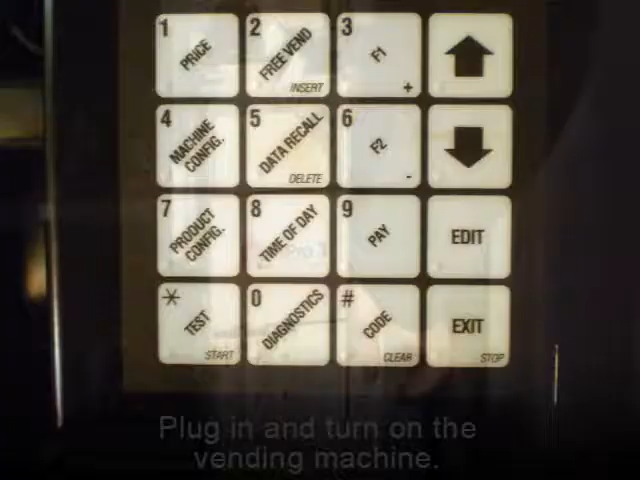 1 PRICE
2 FREE VEND INSERT
3 F1 +
4 MACHINE CONFIG.
5 DATA RECALL DELETE
6 F2 -
7 PRODUCT CONFIG.
8 TIME OF DAY
9 PAY
EDIT
* TEST START
0 DIAGNOSTICS
# CODE CLEAR
EXIT STOP
Plug in and turn on the
vending machine.